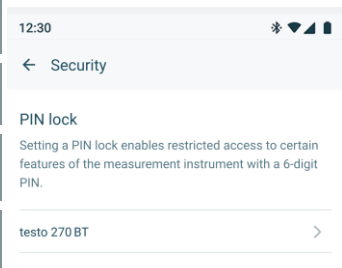 12:30
Security
PIN lock
Setting a PIN lock enables restricted access to certain
features of the measurement instrument with a 6-digit
PIN.
testo 270 BT